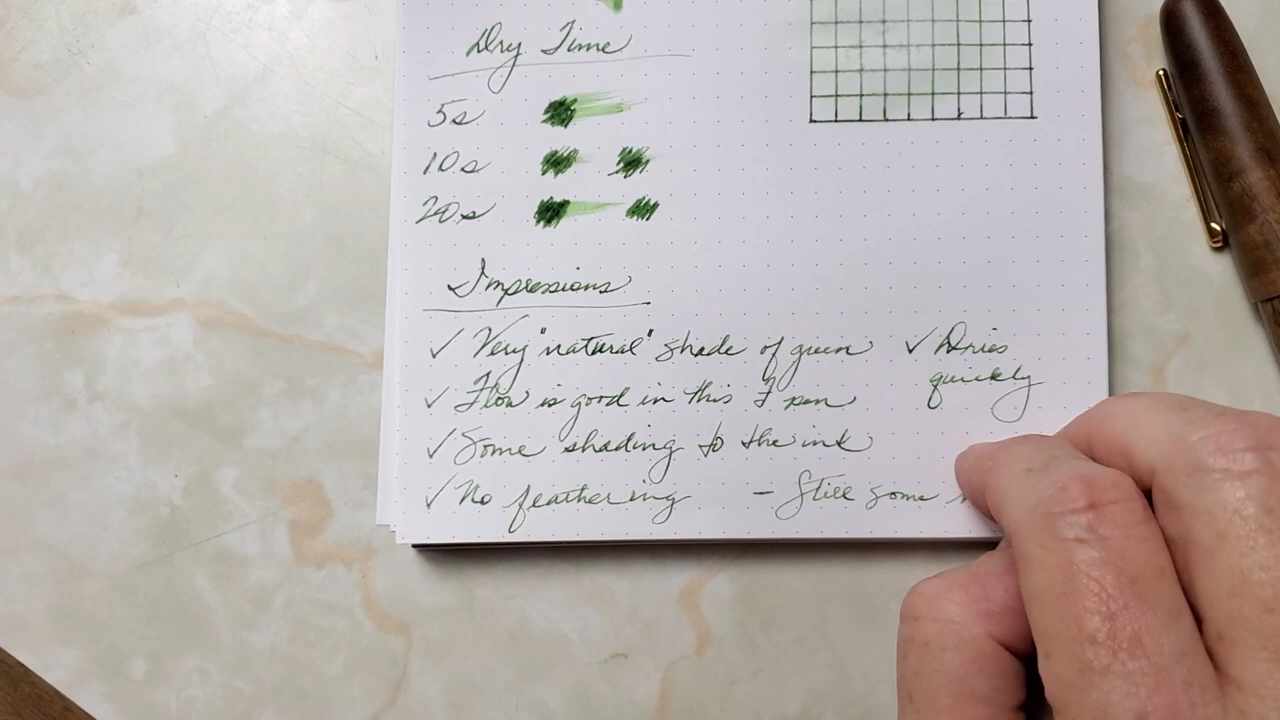 Dry Time
5s
10s
20s
Impressions
✓ Very "natural" shade of green
✓ Dries quickly
✓ Flow is good in this F pen
✓ Some shading to the ink
✓ No feathering
- Still some